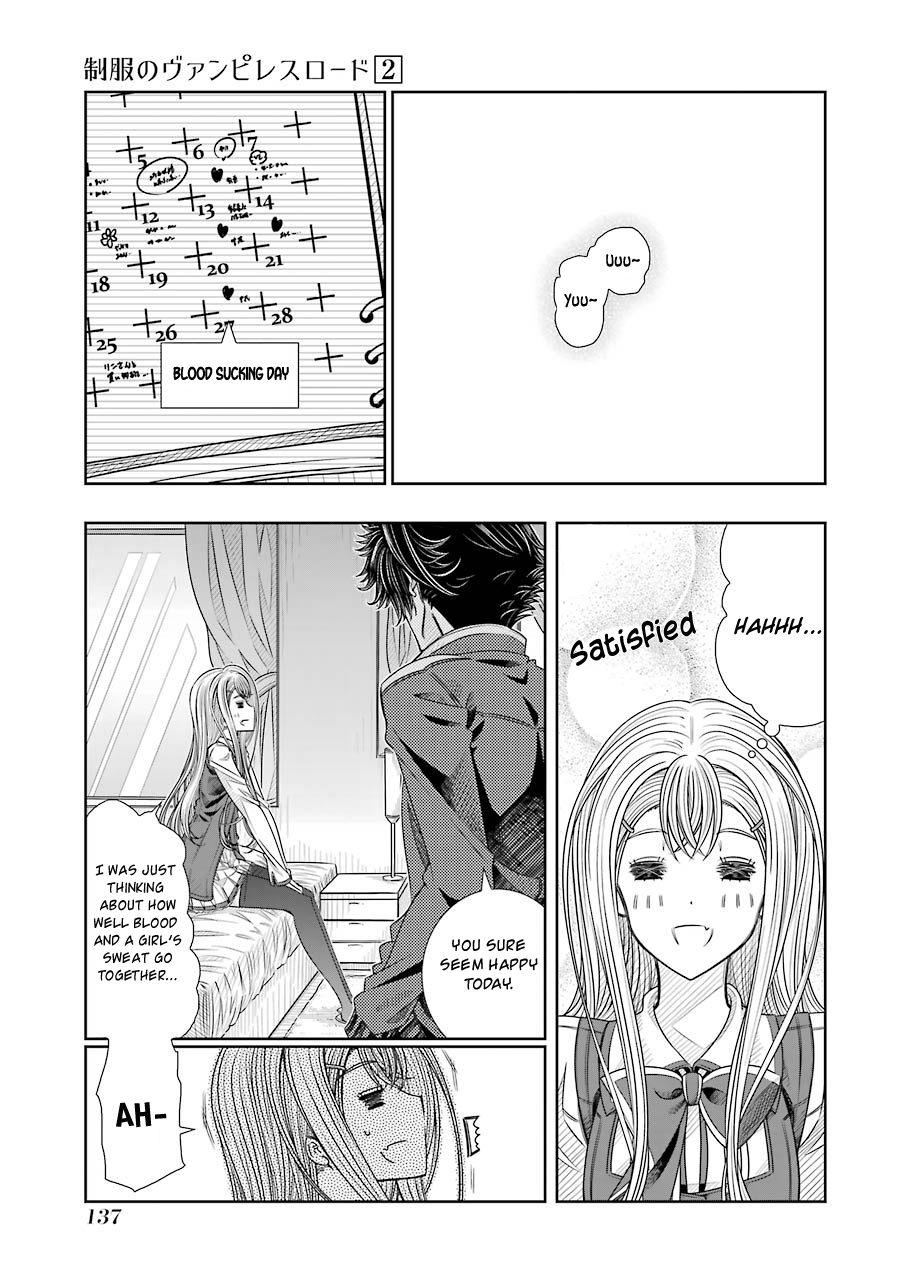 制服のヴァンピレスロード2
Uuu~
Yuu~
5
6
7
12
13
14
11
19
20
21
18
25
26
28
BLOOD SUCKING DAY
HAHHH...
Satisfied
YOU SURE
SEEM HAPPY
TODAY.
I WAS JUST
THINKING
ABOUT HOW
WELL BLOOD
AND A GIRL'S
SWEAT GO
TOGETHER...
AH-
137